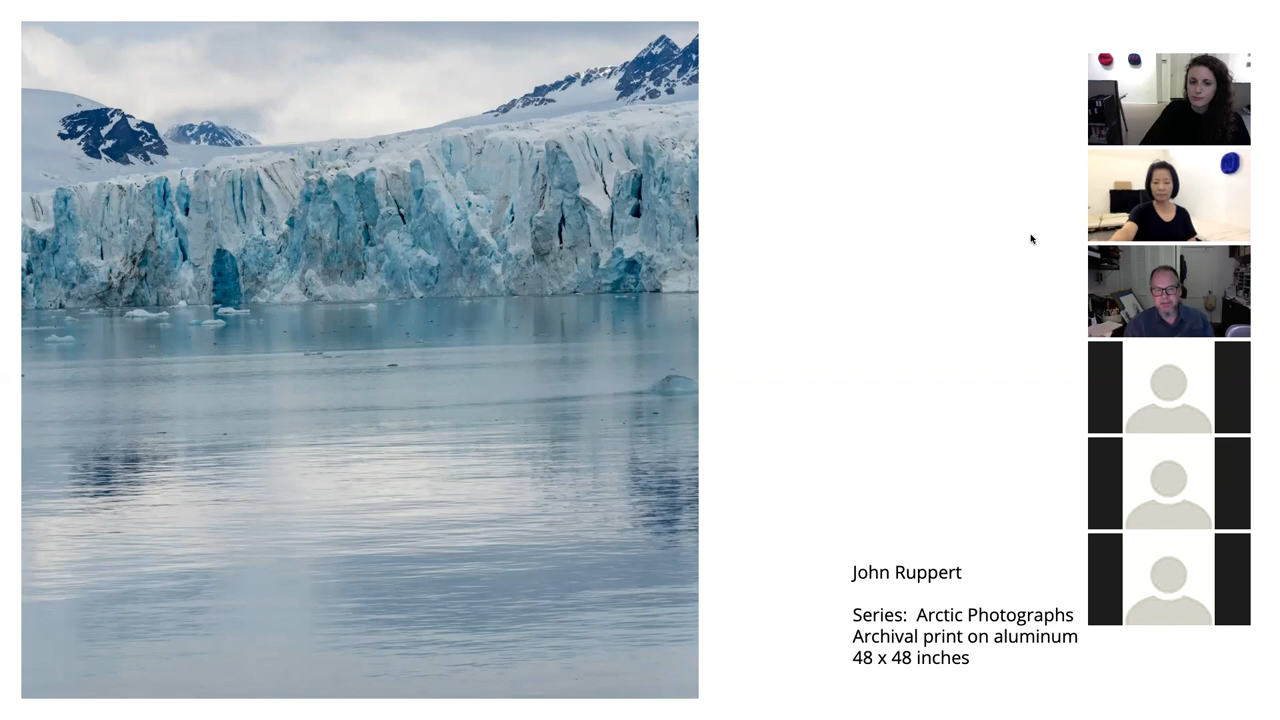 John Ruppert
Series: Arctic Photographs
Archival print on aluminum
48 x 48 inches